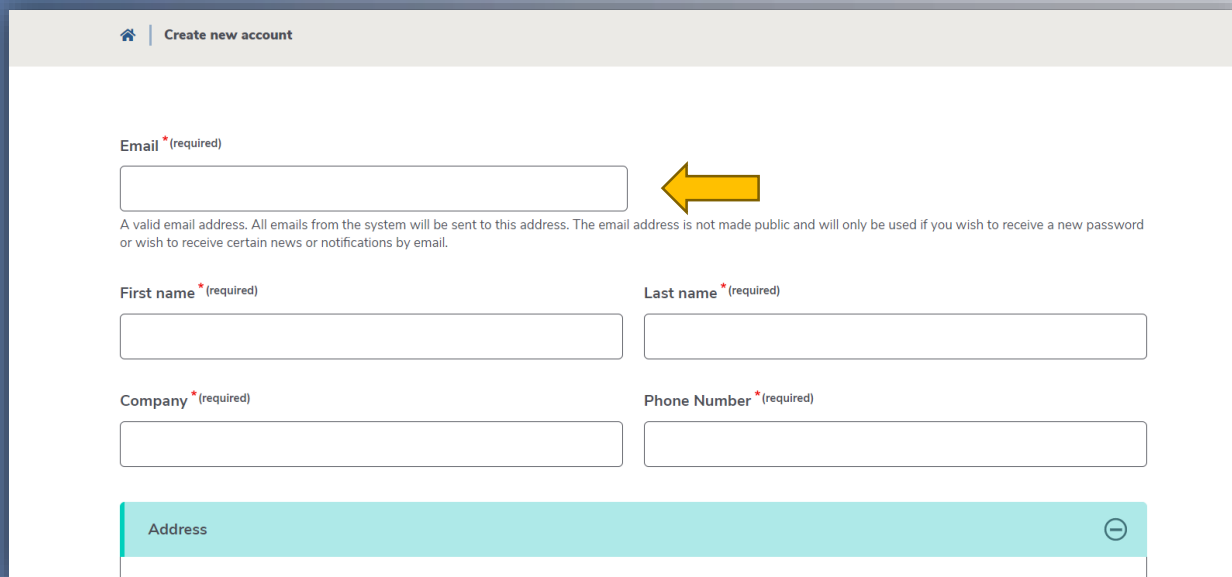 Create new account
Email *(required)
A valid email address. All emails from the system will be sent to this address. The email address is not made public and will only be used if you wish to receive a new password
or wish to receive certain news or notifications by email.
First name *(required)
Last name *(required)
Company *(required)
Phone Number *(required)
Address